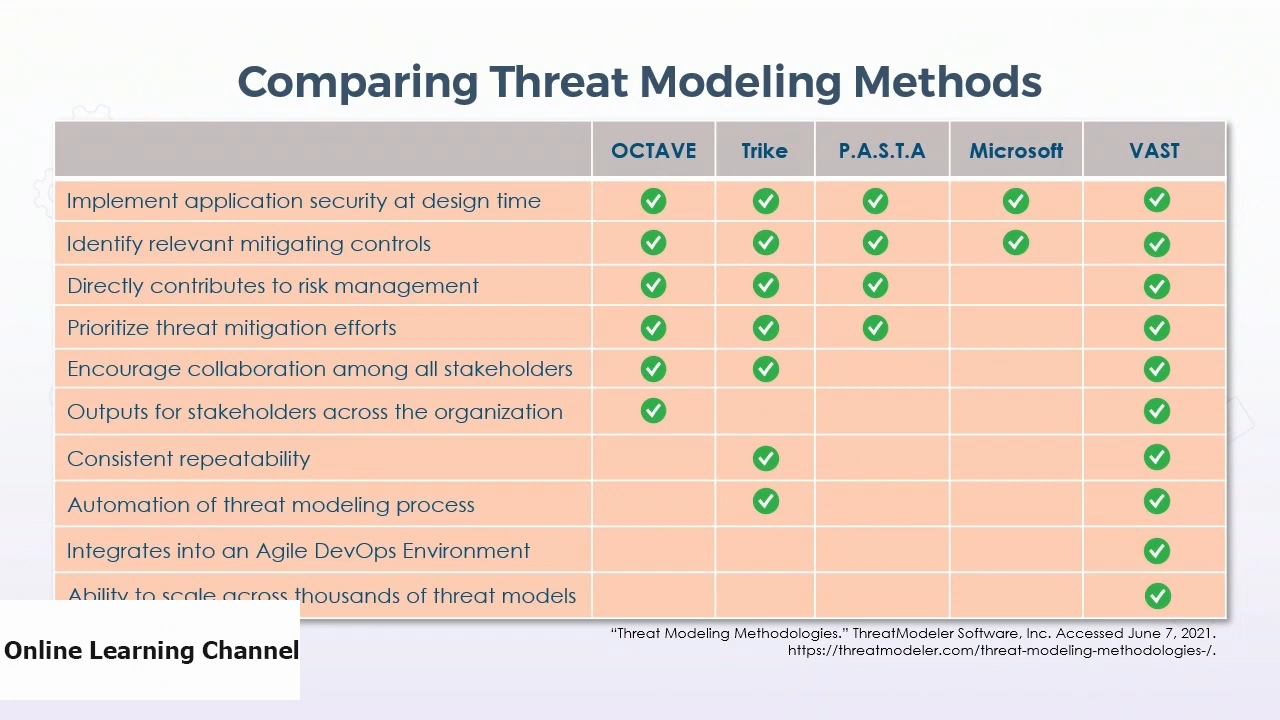 Comparing Threat Modeling Methods
OCTAVE Trike P.A.S.T.A Microsoft VAST
Implement application security at design time
Identify relevant mitigating controls
Directly contributes to risk management
Prioritize threat mitigation efforts
Encourage collaboration among all stakeholders
Outputs for stakeholders across the organization
Consistent repeatability
Automation of threat modeling process
Integrates into an Agile DevOps Environment
Ability to scale across thousands of threat models
“Threat Modeling Methodologies.” ThreatModeler Software, Inc. Accessed June 7, 2021.
https://threatmodeler.com/threat-modeling-methodologies-/.
Online Learning Channel